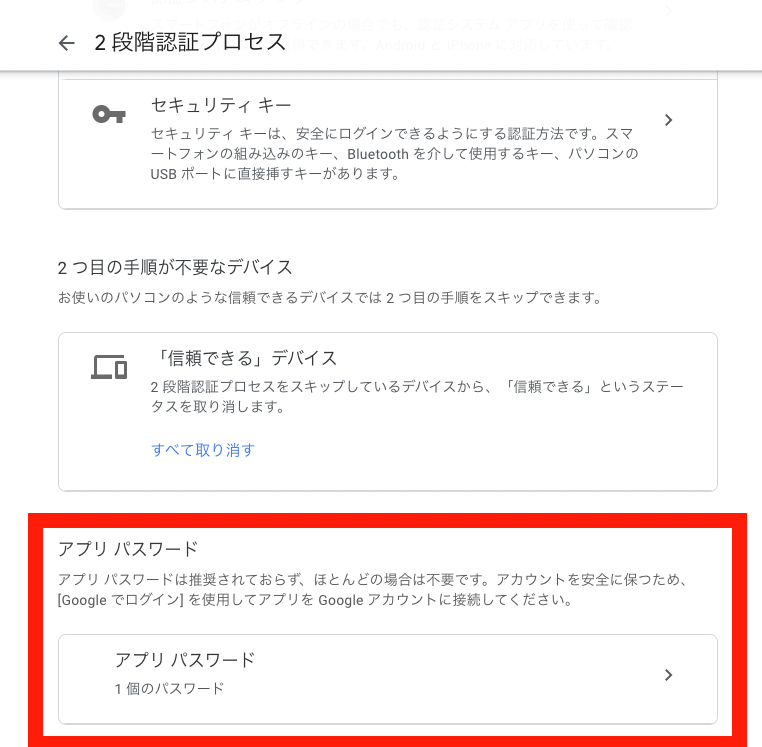 2 段階認証プロセス
セキュリティ キー
セキュリティ キーは、安全にログインできるようにする認証方法です。スマ
ートフォンの組み込みのキー、Bluetooth を介して使用するキー、パソコンの
USB ポートに直接挿すキーがあります。
2 つ目の手順が不要なデバイス
お使いのパソコンのような信頼できるデバイスでは 2 つ目の手順をスキップできます。
「信頼できる」デバイス
2 段階認証プロセスをスキップしているデバイスから、「信頼できる」というステー
タスを取り消します。
すべて取り消す
アプリ パスワード
アプリ パスワードは推奨されておらず、ほとんどの場合は不要です。アカウントを安全に保つため、
[Google でログイン] を使用してアプリを Google アカウントに接続してください。
アプリ パスワード
1 個のパスワード